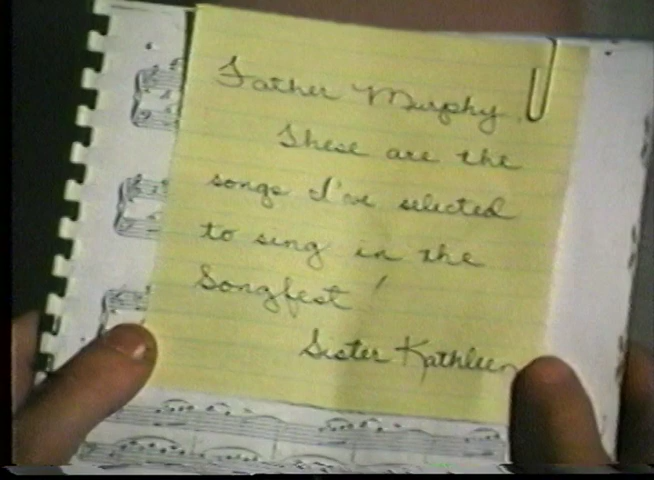 Father Murphy,
These are the
songs I've selected
to sing in the
Songfest!
Sister Kathleen